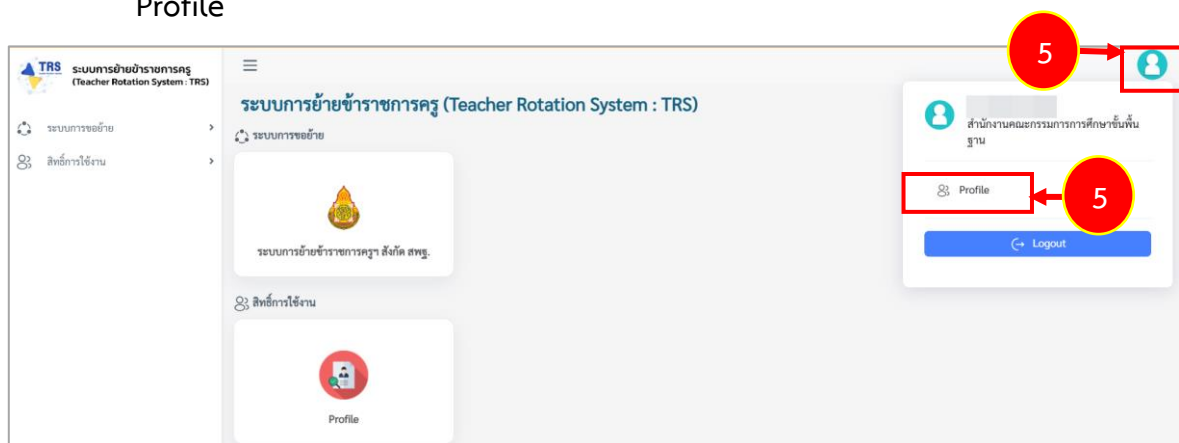 Profile
5
TRS ระบบการย้ายข้าราชการครู
(Teacher Rotation System : TRS)
ระบบการย้ายข้าราชการครู (Teacher Rotation System : TRS)
ระบบการขอย้าย
สิทธิ์การใช้งาน
ระบบการขอย้าย
ระบบการย้ายข้าราชการครูฯ สังกัด สพฐ.
สิทธิ์การใช้งาน
Profile
สำนักงานคณะกรรมการการศึกษาขั้นพื้น
ฐาน
Profile
5
Logout